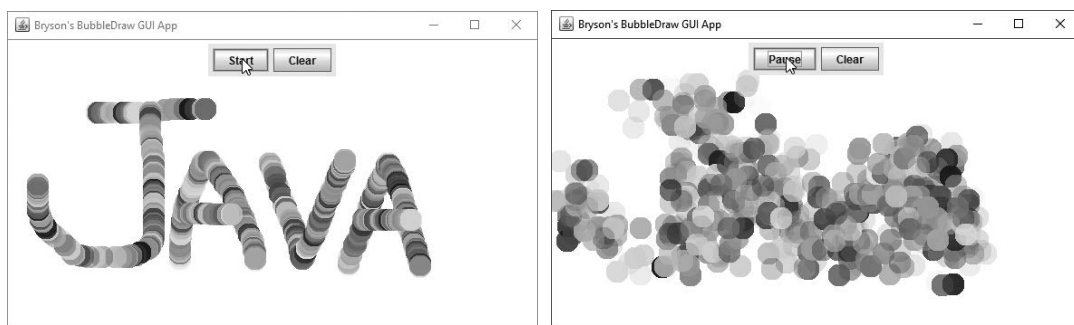 Bryson's BubbleDraw GUI App
Start Clear
JAVA
Bryson's BubbleDraw GUI App
Pause Clear